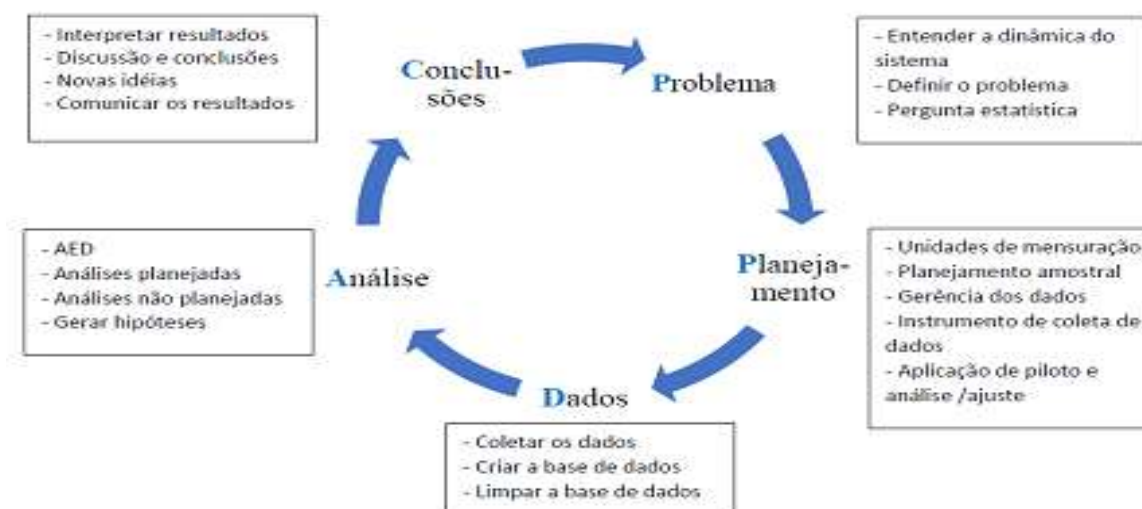 Problema
- Entender a dinâmica do
sistema
- Definir o problema
- Pergunta estatística
Planeja-
mento
- Unidades de mensuração
- Planejamento amostral
- Gerência dos dados
- Instrumento de coleta de
dados
- Aplicação de piloto e
análise /ajuste
Dados
- Coletar os dados
- Criar a base de dados
- Limpar a base de dados
Análise
- AED
- Análises planejadas
- Análises não planejadas
- Gerar hipóteses
Conclu-
sões
- Interpretar resultados
- Discussão e conclusões
- Novas idéias
- Comunicar os resultados